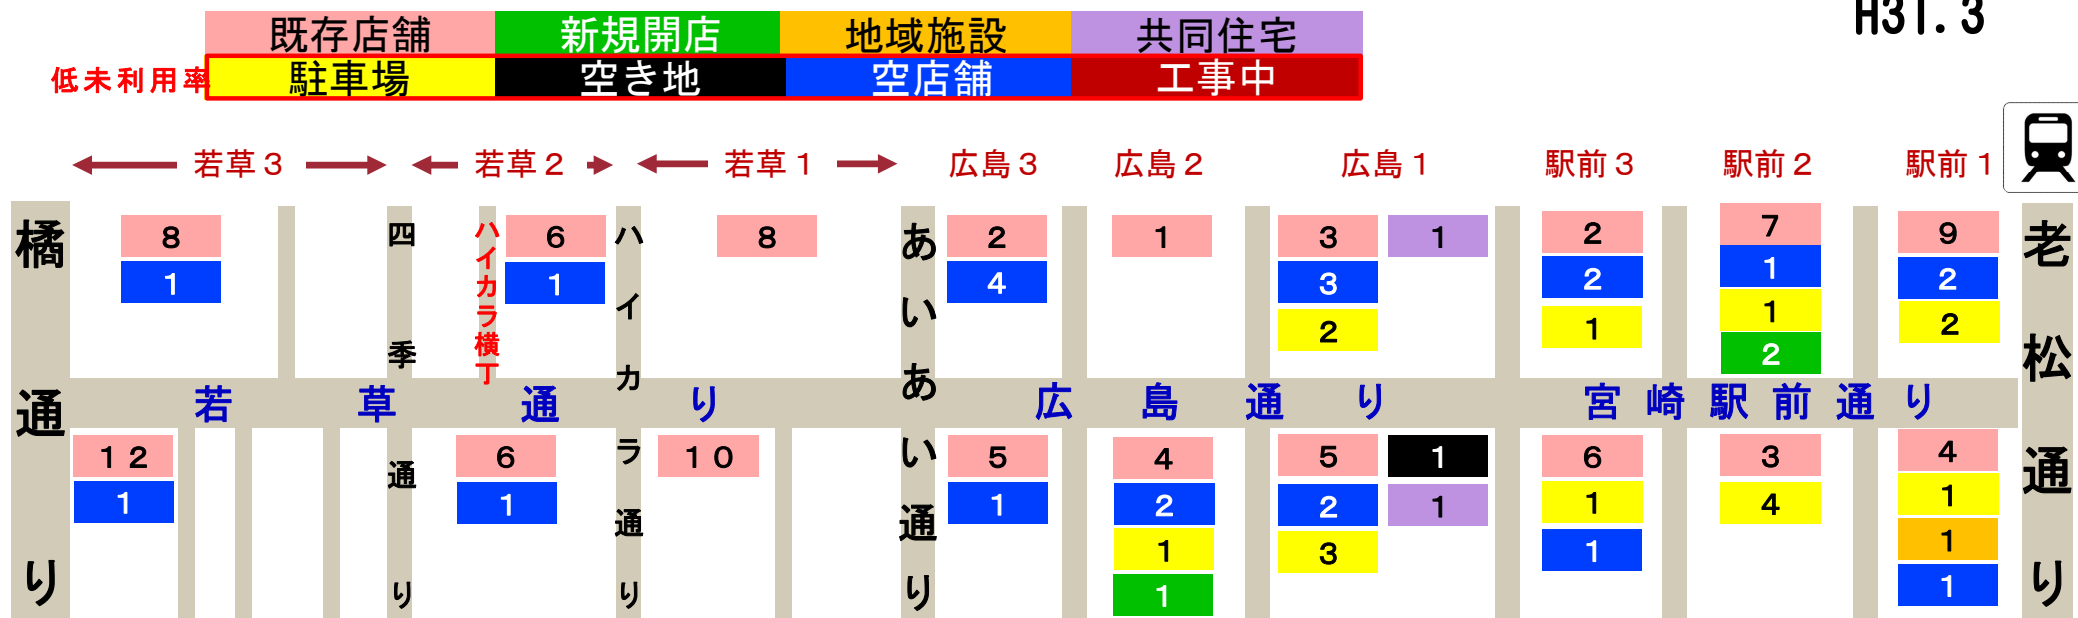 H31.3
既存店舗 新規開店 地域施設 共同住宅
低未利用率 駐車場 空き地 空店舗 工事中
若草3 若草2 若草1 広島3 広島2 広島1 駅前3 駅前2 駅前1
橘通り
四季通り
ハイカラ横丁
ハイカラ通り
あいあい通り
老松通り
8 6 8 2 1 3 1 2 7 9
1 1 4 3 2 1 2
2 1 1 2
2
若草通り 広島通り 宮崎駅前通り
12 6 10 5 4 5 1 6 3 4
1 1 1 2 2 1 1 4 1
1 3 1 1
1 1